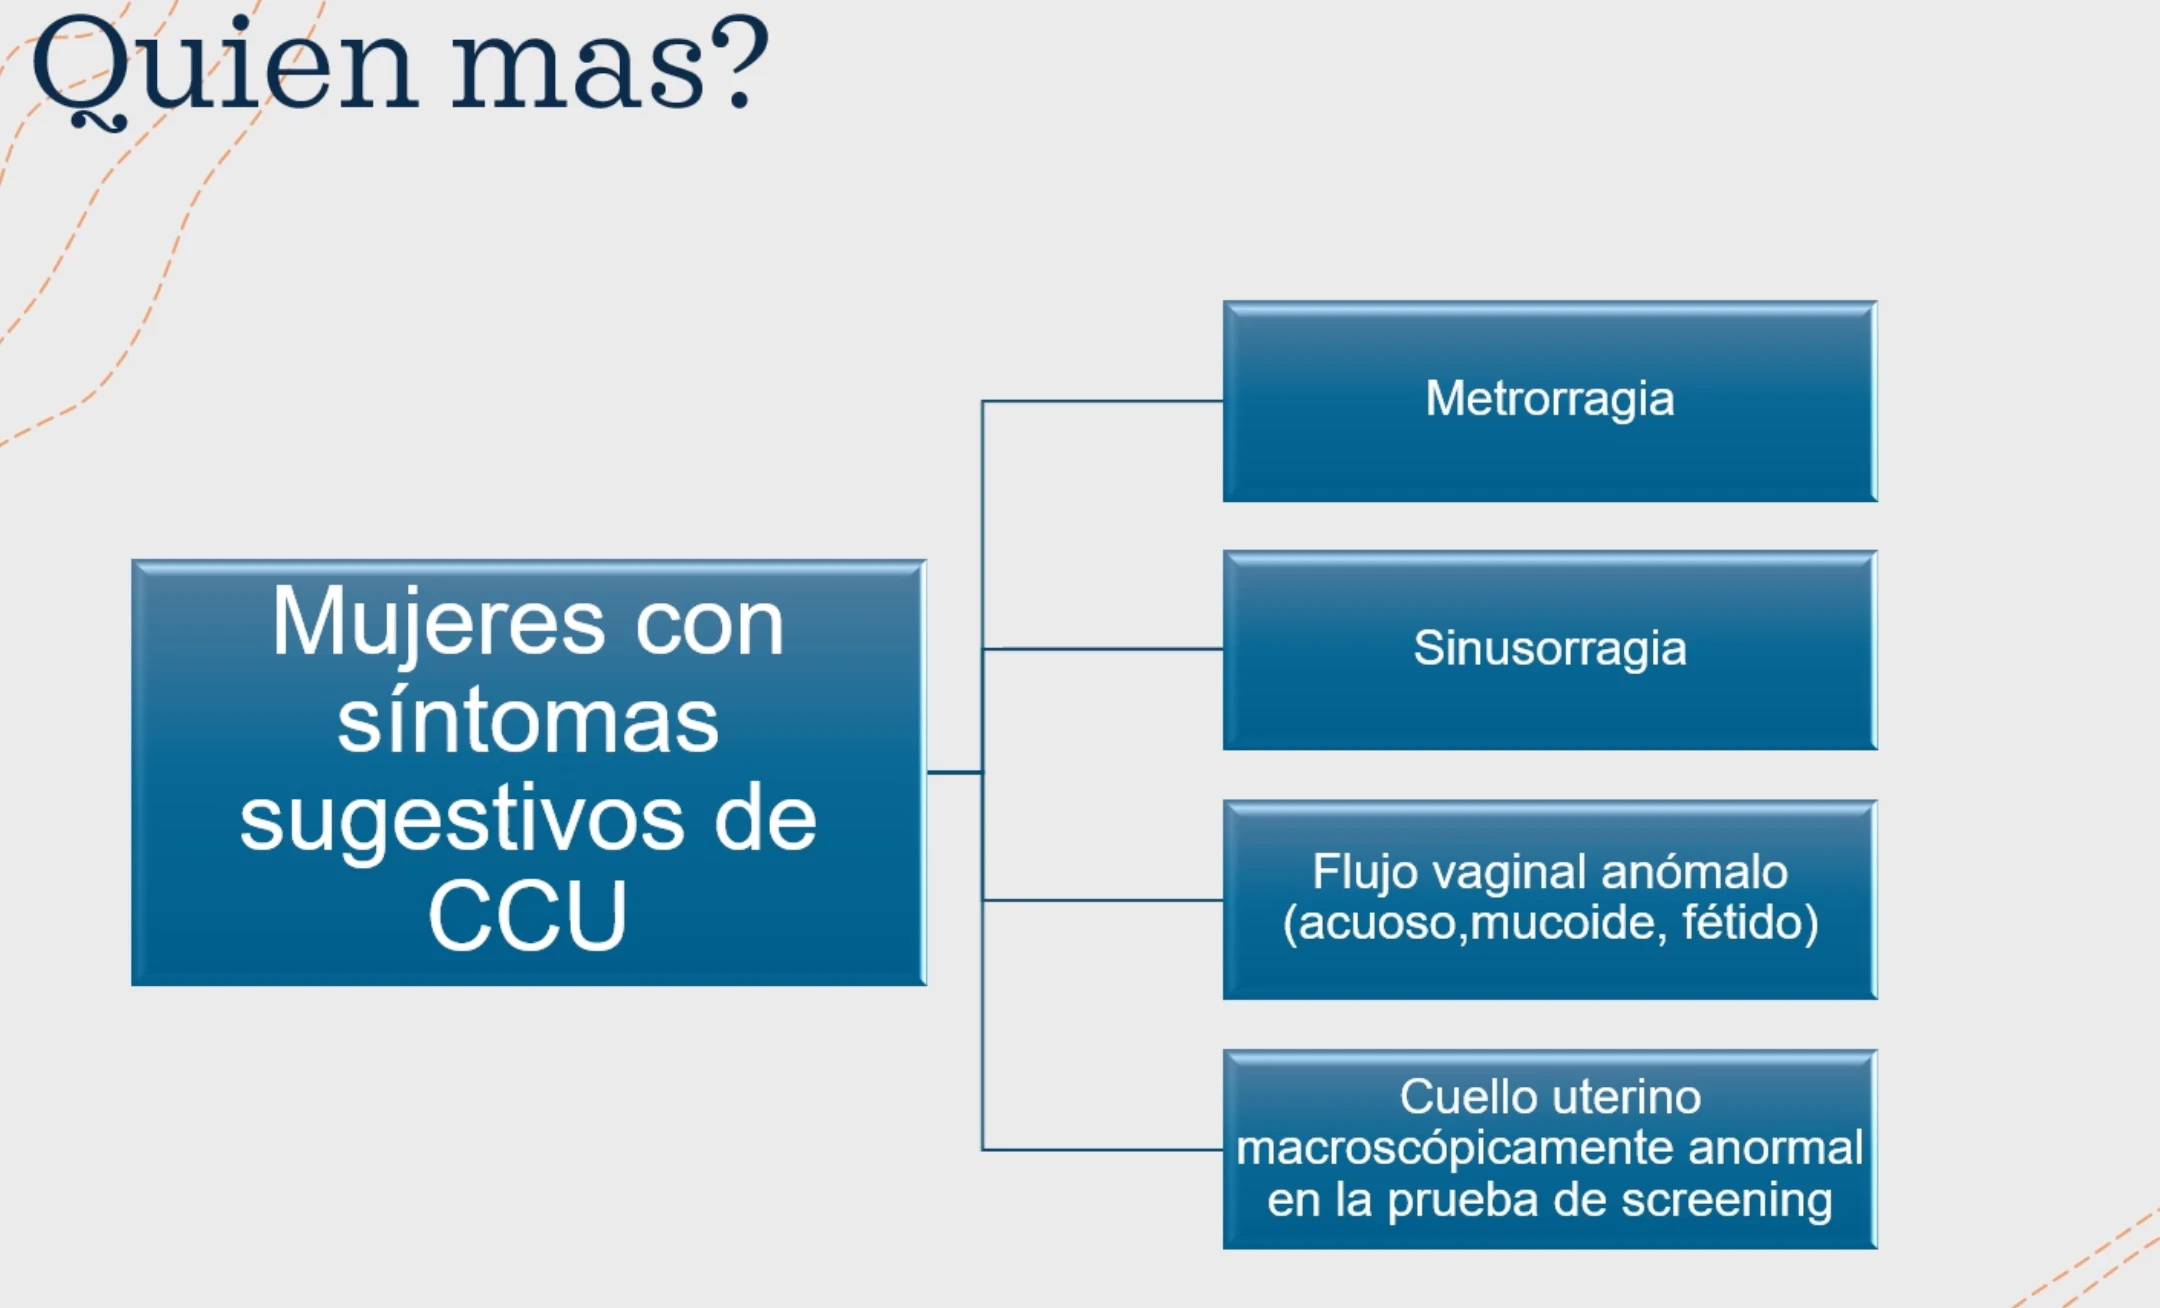 Quien mas?
Mujeres con
síntomas
sugestivos de
CCU
Metrorragia
Sinusorragia
Flujo vaginal anómalo
(acuoso,mucoide, fétido)
Cuello uterino
macroscópicamente anormal
en la prueba de screening